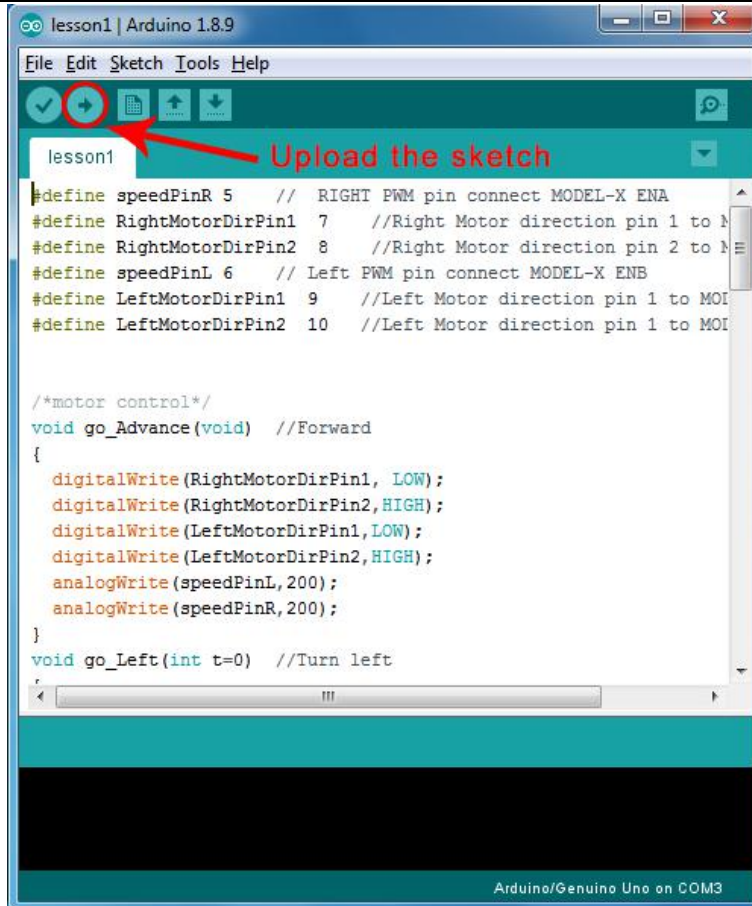 lesson1 | Arduino 1.8.9
File Edit Sketch Tools Help
Upload the sketch
lesson1
#define speedPinR 5 // RIGHT PWM pin connect MODEL-X ENA
#define RightMotorDirPin1 7 //Right Motor direction pin 1 to
#define RightMotorDirPin2 8 //Right Motor direction pin 2 to
#define speedPinL 6 // Left PWM pin connect MODEL-X ENB
#define LeftMotorDirPin1 9 //Left Motor direction pin 1 to
#define LeftMotorDirPin2 10 //Left Motor direction pin 1 to
/*motor control*/
void go_Advance(void) //Forward
{
digitalWrite(RightMotorDirPin1, LOW);
digitalWrite(RightMotorDirPin2,HIGH);
digitalWrite(LeftMotorDirPin1,LOW);
digitalWrite(LeftMotorDirPin2,HIGH);
analogWrite(speedPinL,200);
analogWrite(speedPinR,200);
}
void go_Left(int t=0) //Turn left
Arduino/Genuino Uno on COM3